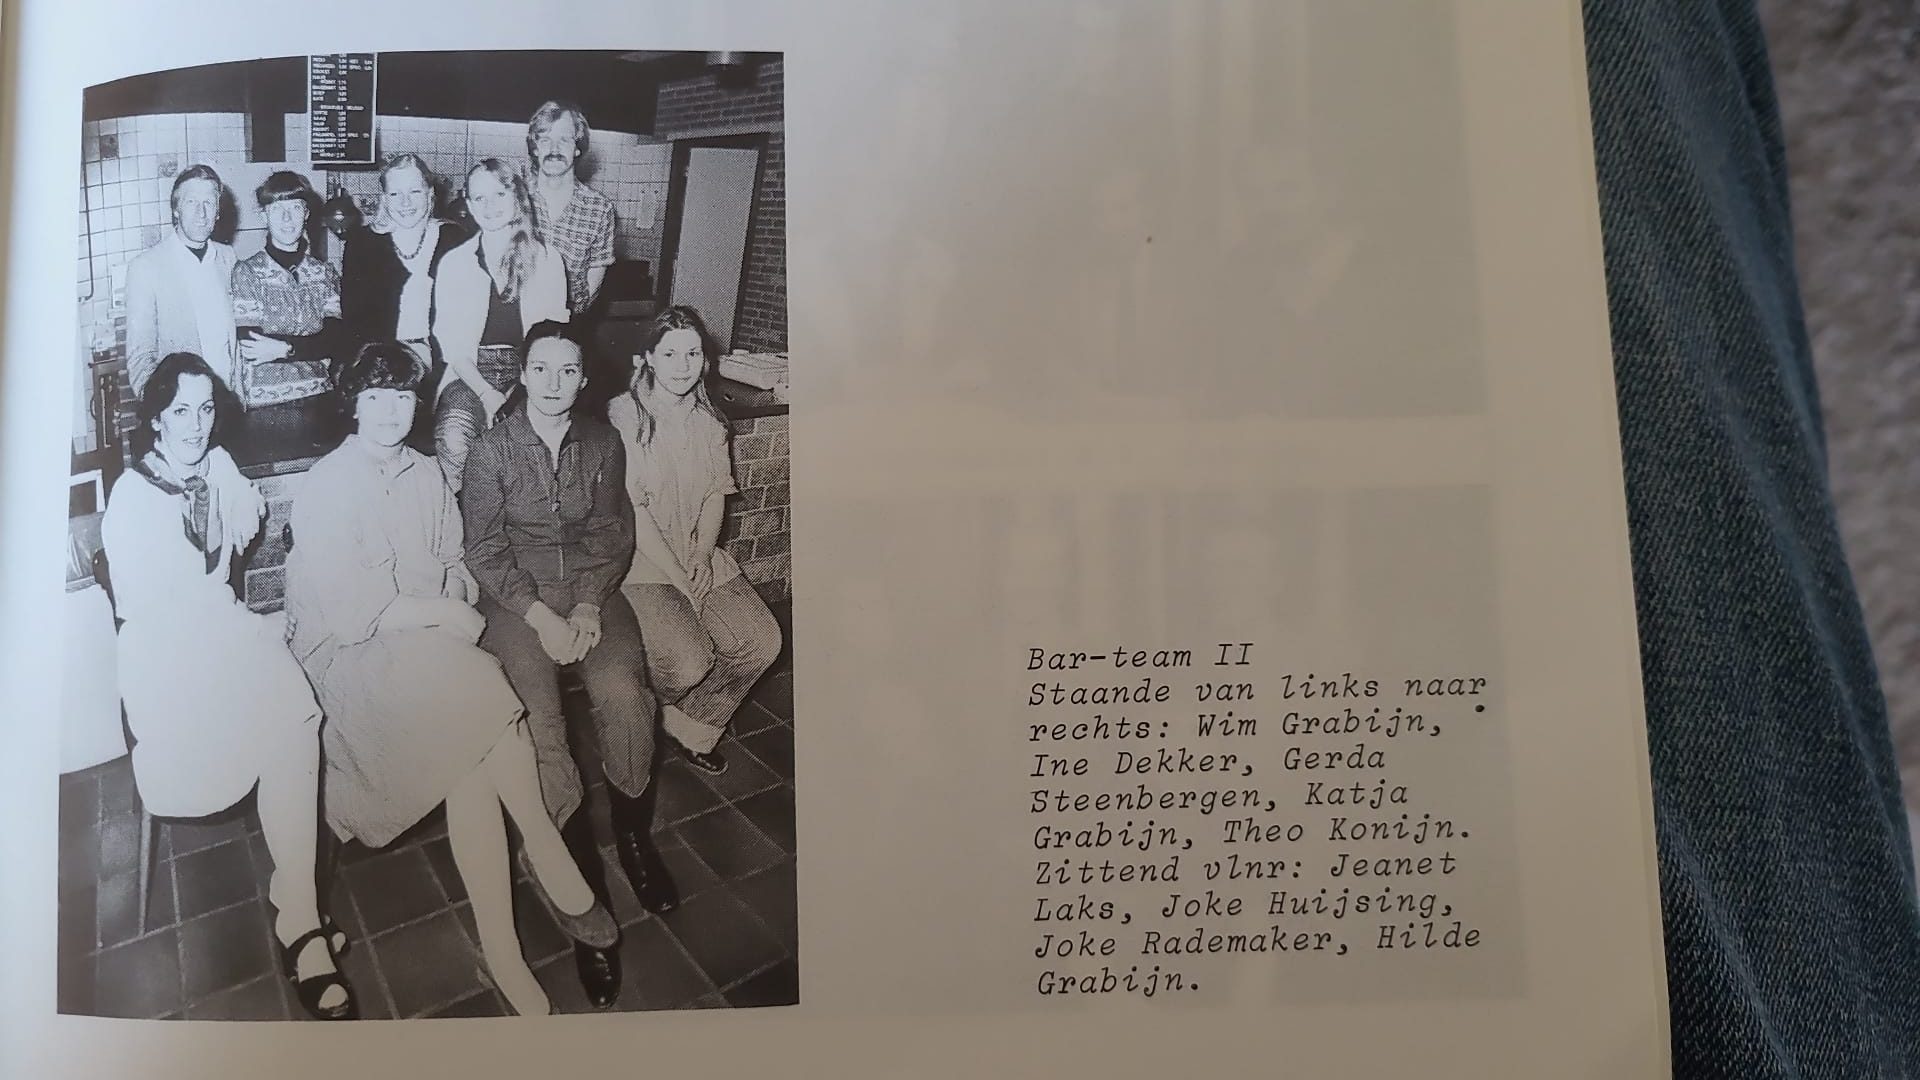 Bar-team II
Staande van links naar
rechts: Wim Grabijn,
Ine Dekker, Gerda
Steenbergen, Katja
Grabijn, Theo Konijn.
Zittend vlnr: Jeanet
Laks, Joke Huijsing,
Joke Rademaker, Hilde
Grabijn.